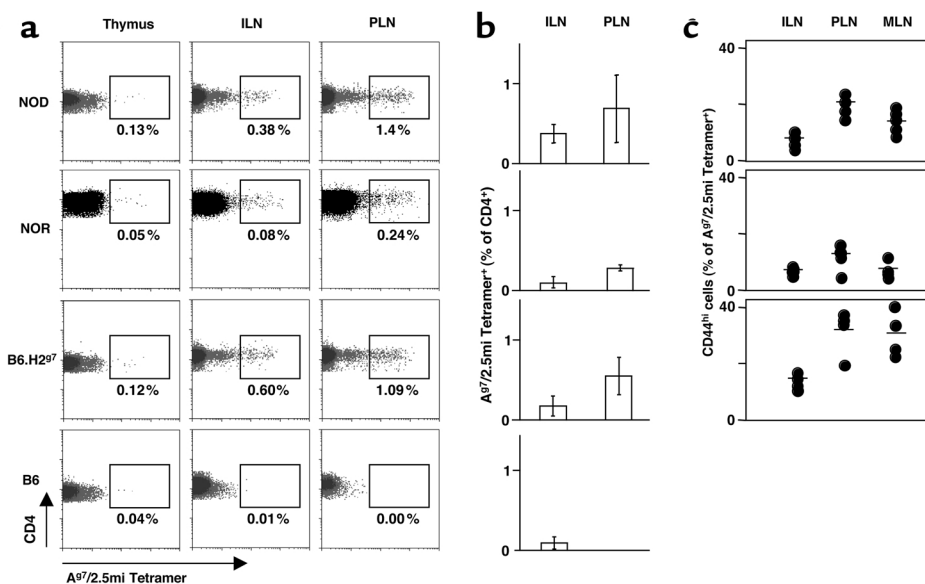 a
Thymus
ILN
PLN
NOD
0.13%
0.38%
1.4%
NOR
0.05%
0.08%
0.24%
B6.H2g7
0.12%
0.60%
1.09%
B6
0.04%
0.01%
0.00%
CD4
Ag7/2.5mi Tetramer
b
ILN
PLN
1
0
1
0
1
0
1
0
Ag7/2.5mi Tetramer+ (% of CD4+)
c
ILN
PLN
MLN
40
20
0
40
20
0
40
20
0
CD44hi cells (% of Ag7/2.5mi Tetramer+)